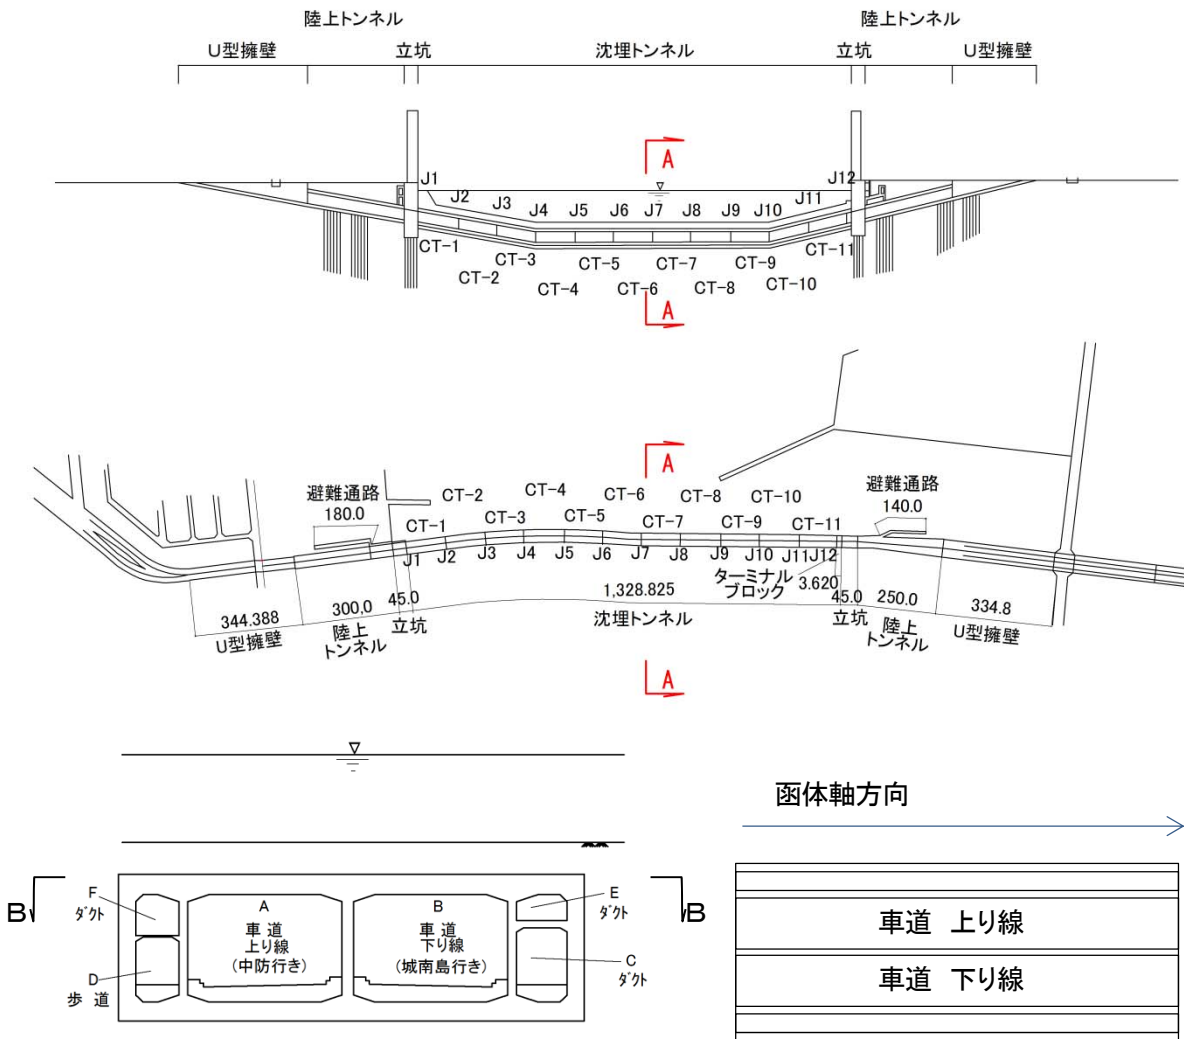 陸上トンネル
陸上トンネル
U型擁壁
立坑
沈埋トンネル
立坑
U型擁壁
A
J1
J2
J3
J4
J5
J6
J7
J8
J9
J10
J11
J12
CT-1
CT-2
CT-3
CT-4
CT-5
CT-6
CT-7
CT-8
CT-9
CT-10
CT-11
A
A
避難通路
180.0
避難通路
140.0
CT-1
CT-2
CT-3
CT-4
CT-5
CT-6
CT-7
CT-8
CT-9
CT-10
CT-11
J1
J2
J3
J4
J5
J6
J7
J8
J9
J10
J11
J12
ターミナル
ブロック
3.620
344.388
U型擁壁
300,0
陸上
トンネル
45.0
立坑
1,328.825
沈埋トンネル
45.0
立坑
250.0
陸上
トンネル
334.8
U型擁壁
A
函体軸方向
B
B
F
ダクト
D
歩 道
A
車 道
上り線
(中防行き)
B
車 道
下り線
(城南島行き)
E
ダクト
C
ダクト
車道 上り線
車道 下り線